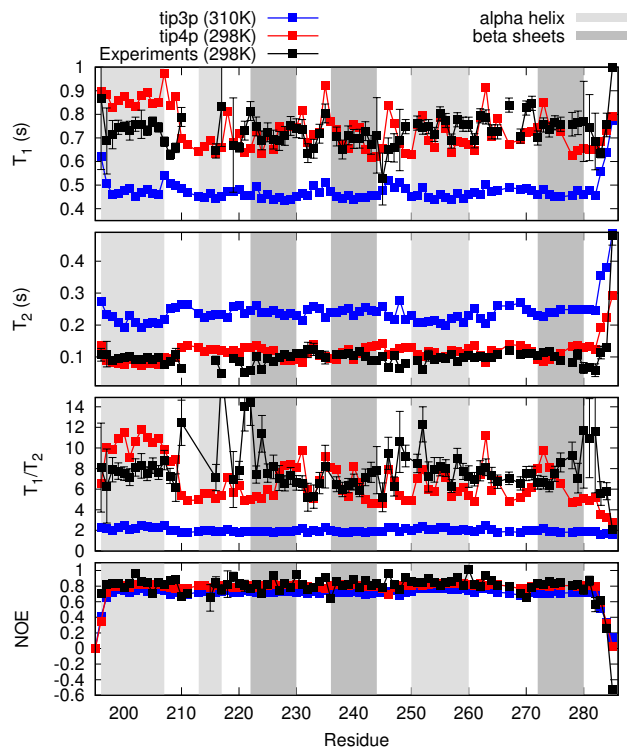 tip3p (310K)
tip4p (298K)
Experiments (298K)
alpha helix
beta sheets
T1 (s)
1
0.9
0.8
0.7
0.6
0.5
0.4
T2 (s)
0.4
0.3
0.2
0.1
T1/T2
14
12
10
8
6
4
2
0
NOE
1
0.8
0.6
0.4
0.2
0
-0.2
-0.4
-0.6
200 210 220 230 240 250 260 270 280
Residue